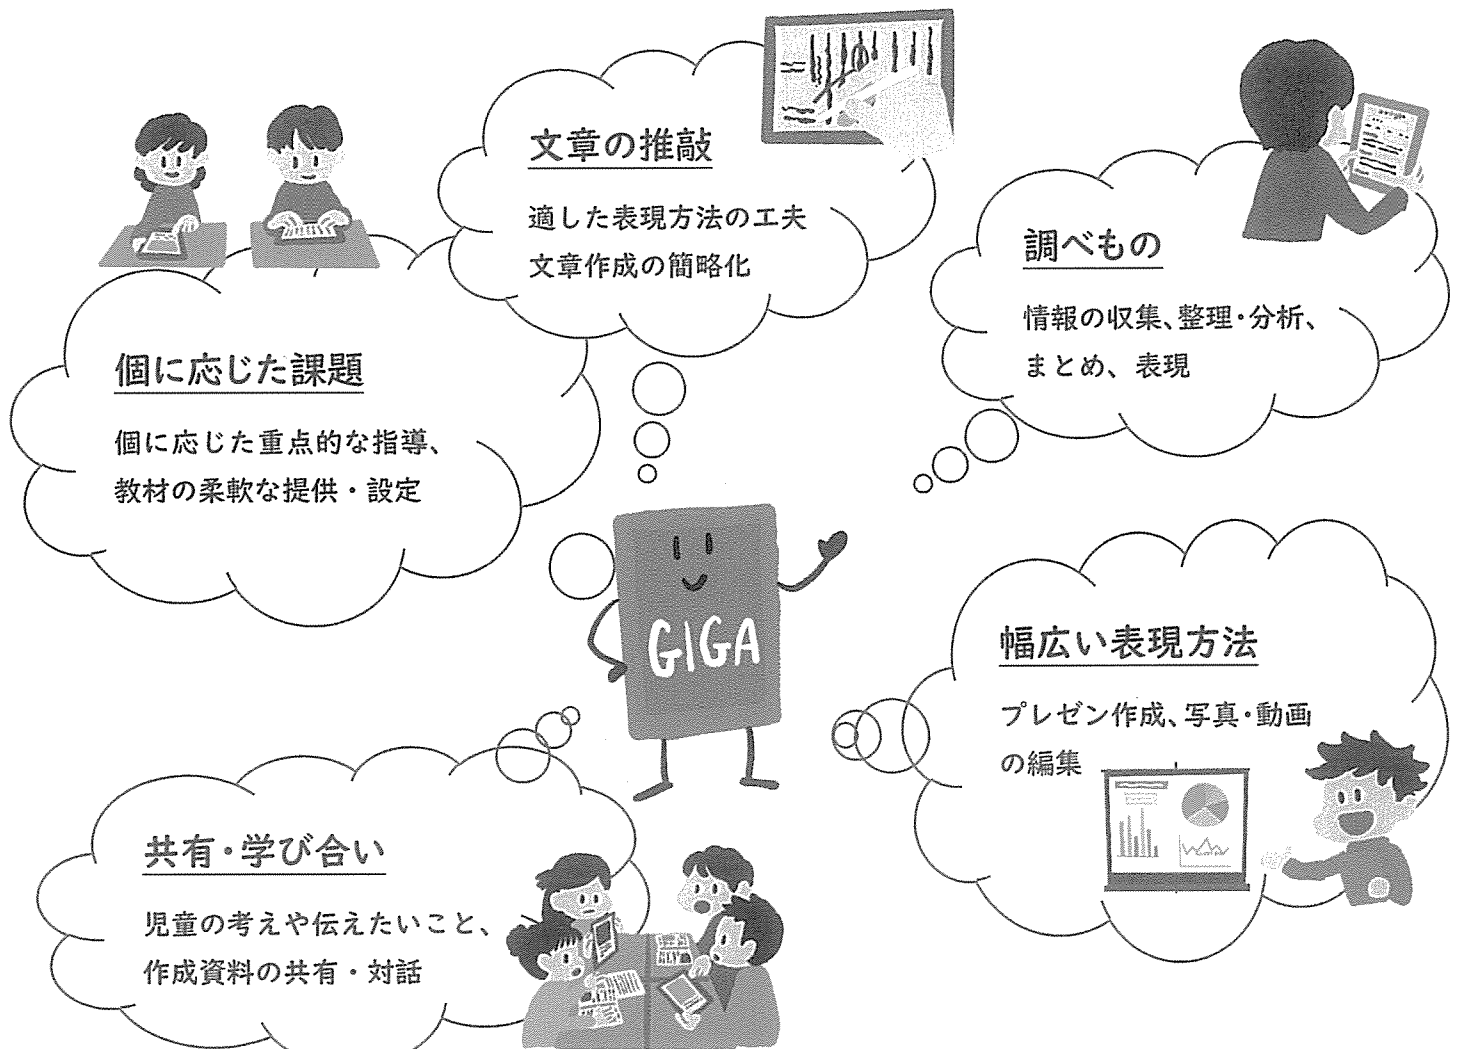 文章の推敲
適した表現方法の工夫
文章作成の簡略化
調べもの
情報の収集、整理・分析、
まとめ、表現
個に応じた課題
個に応じた重点的な指導、
教材の柔軟な提供・設定
GIGA
幅広い表現方法
プレゼン作成、写真・動画
の編集
共有・学び合い
児童の考えや伝えたいこと、
作成資料の共有・対話